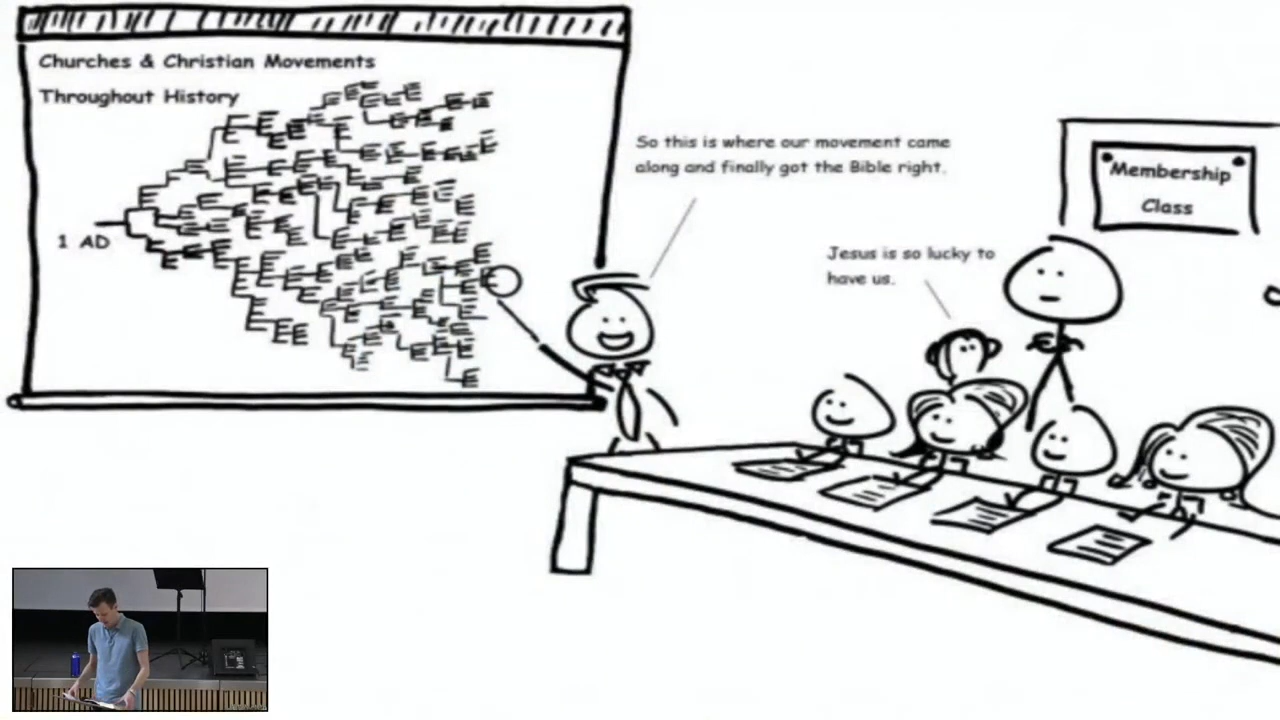 Churches & Christian Movements
Throughout History
1 AD
So this is where our movement came
along and finally got the Bible right.
Jesus is so lucky to
have us.
Membership
Class